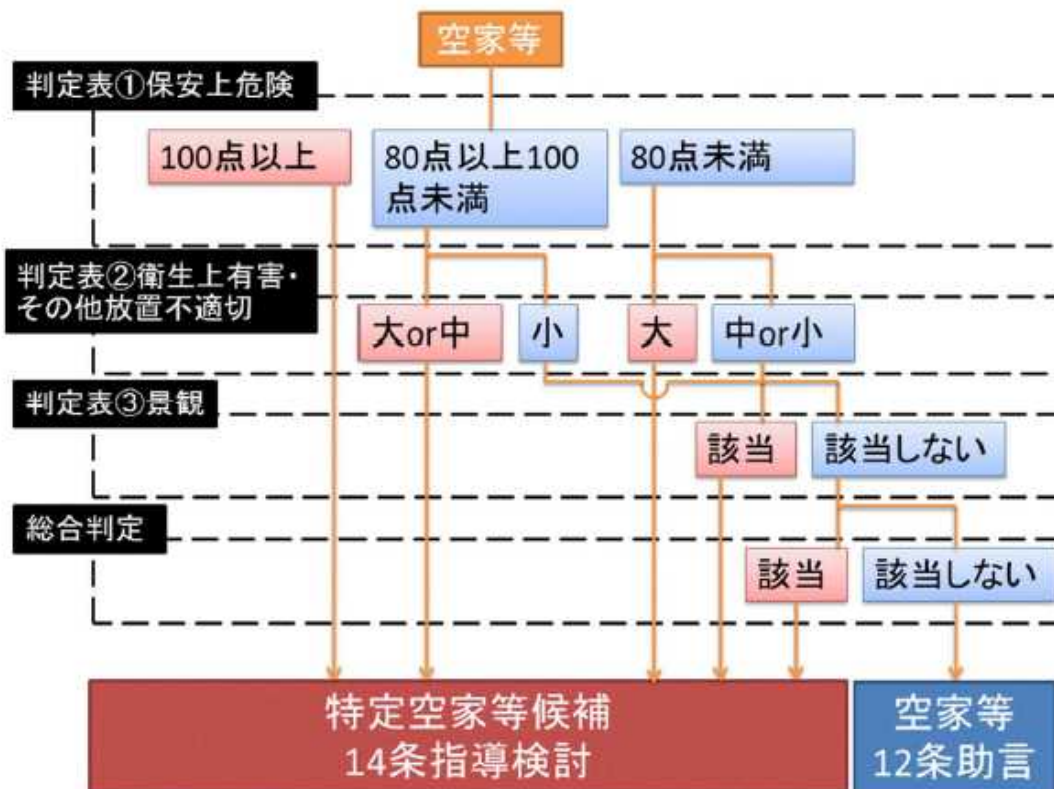 空家等
判定表①保安上危険
100点以上
80点以上100
点未満
80点未満
判定表②衛生上有害・
その他放置不適切
大or中
小
大
中or小
判定表③景観
該当
該当しない
総合判定
該当
該当しない
特定空家等候補
14条指導検討
空家等
12条助言